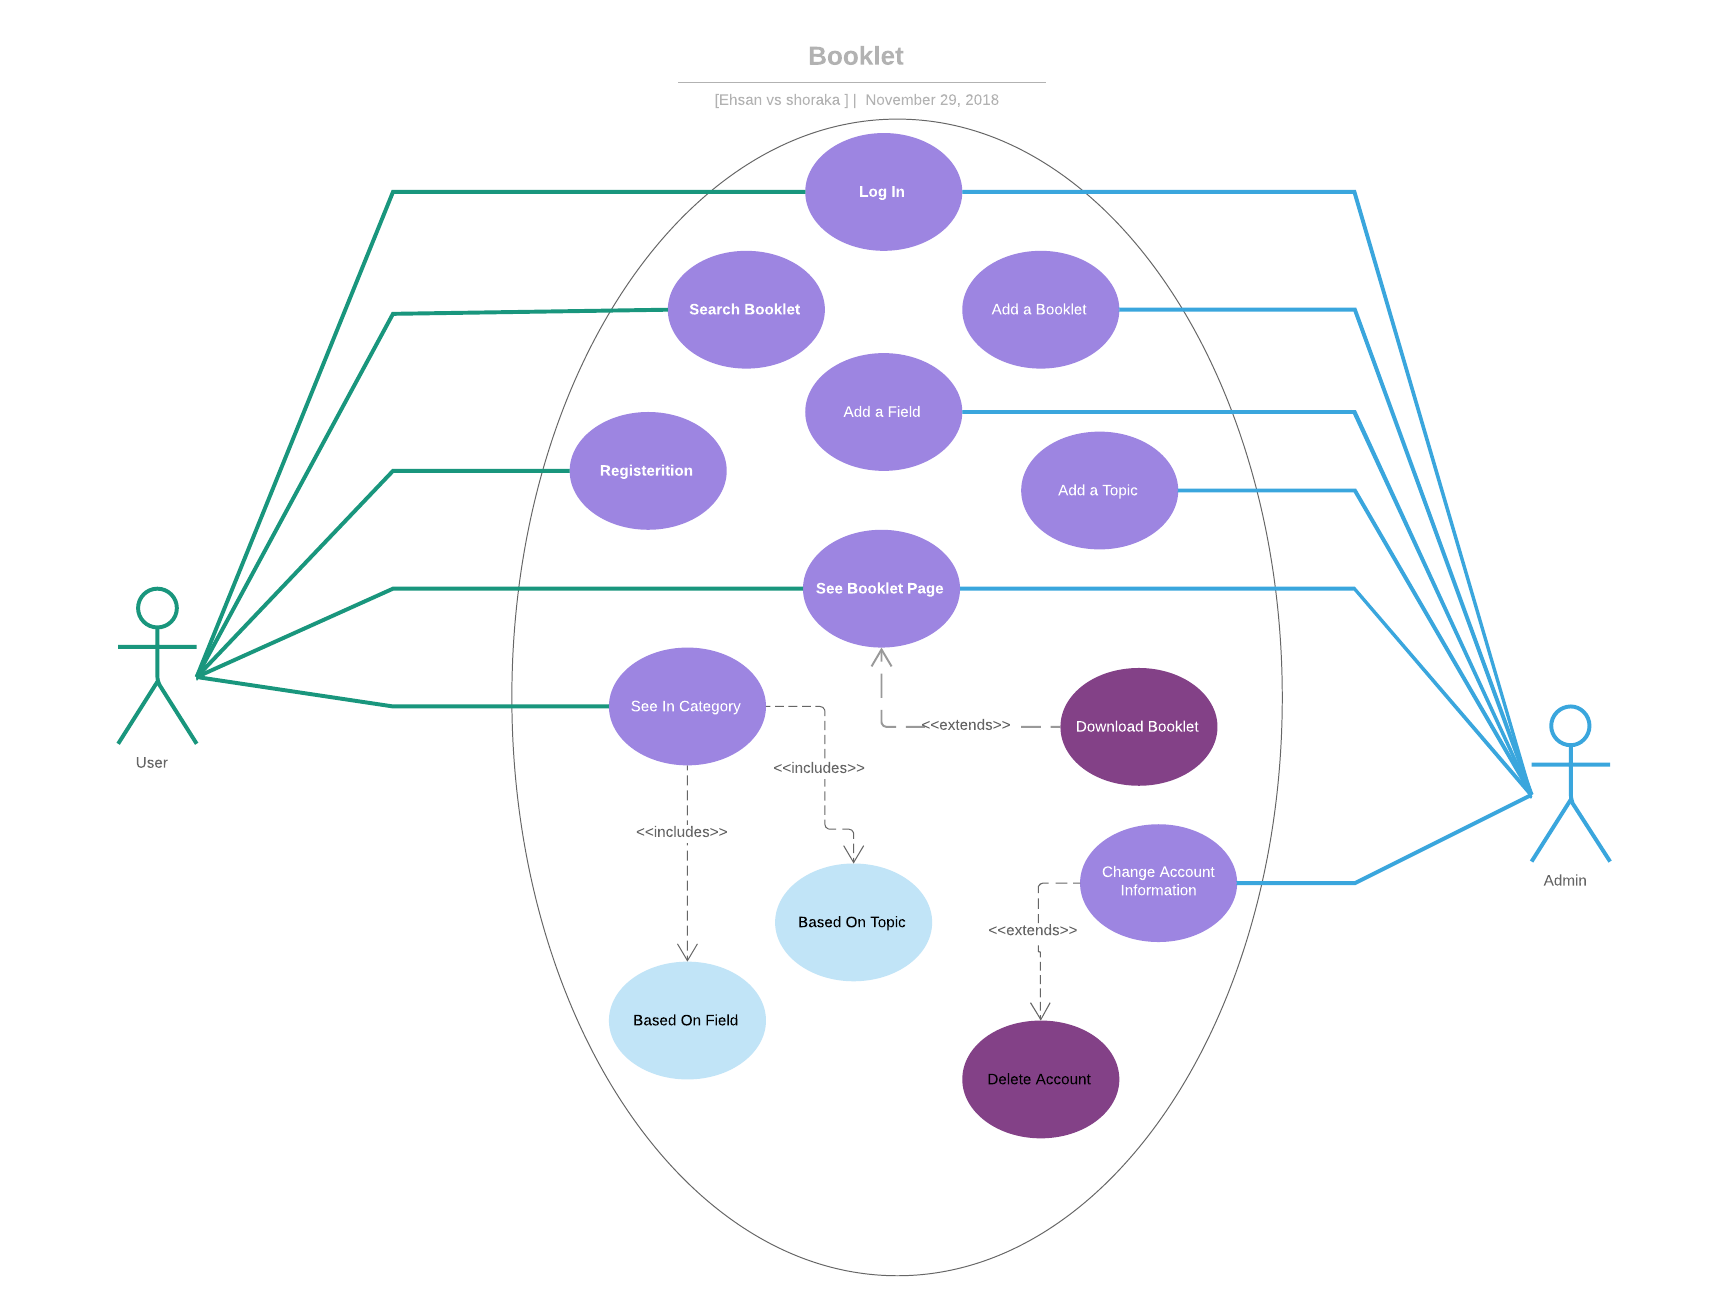 Booklet
[Ehsan vs shoraka ] | November 29, 2018
Log In
Search Booklet
Add a Booklet
Add a Field
Registerition
Add a Topic
See Booklet Page
See In Category
<<extends>>
Download Booklet
User
<<includes>>
<<includes>>
Change Account
Information
Admin
Based On Topic
<<extends>>
Based On Field
Delete Account